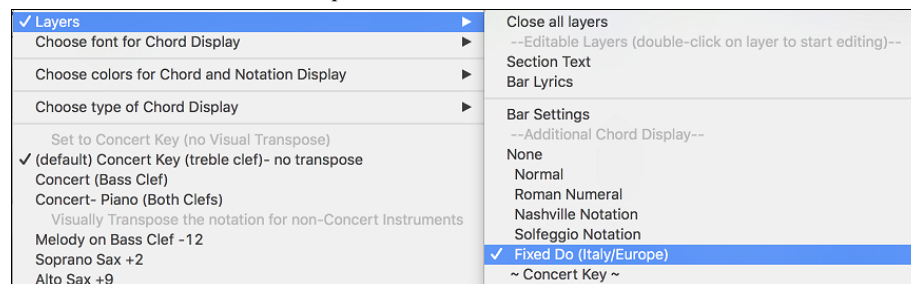 ✓ Layers ▶
Choose font for Chord Display ▶
Choose colors for Chord and Notation Display ▶
Choose type of Chord Display ▶
Set to Concert Key (no Visual Transpose)
✓ (default) Concert Key (treble clef)- no transpose
Concert (Bass Clef)
Concert- Piano (Both Clefs)
Visually Transpose the notation for non-Concert Instruments
Melody on Bass Clef -12
Soprano Sax +2
Alto Sax +9
Close all layers
--Editable Layers (double-click on layer to start editing)--
Section Text
Bar Lyrics
Bar Settings
--Additional Chord Display--
None
Normal
Roman Numeral
Nashville Notation
Solfeggio Notation
✓ Fixed Do (Italy/Europe)
~ Concert Key ~